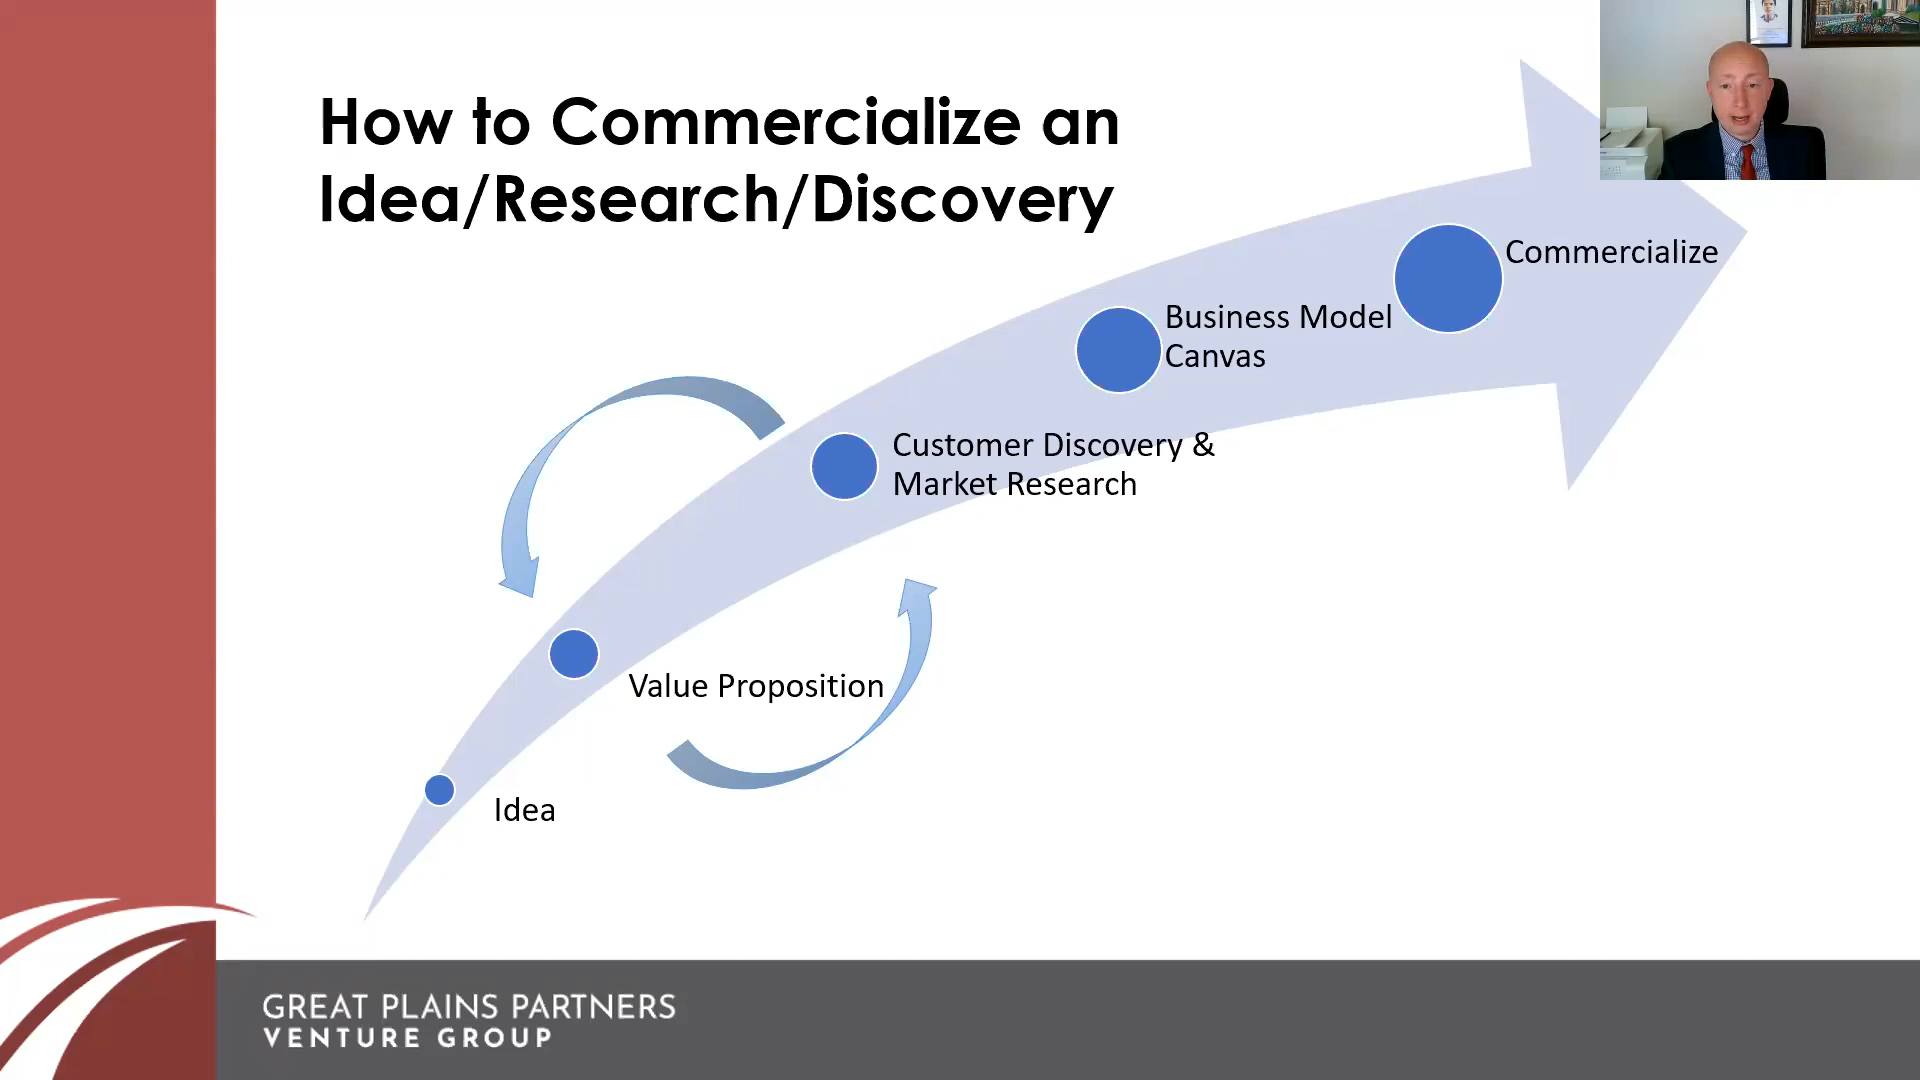 How to Commercialize an
Idea/Research/Discovery
Commercialize
Business Model
Canvas
Customer Discovery &
Market Research
Value Proposition
Idea
GREAT PLAINS PARTNERS
VENTURE GROUP